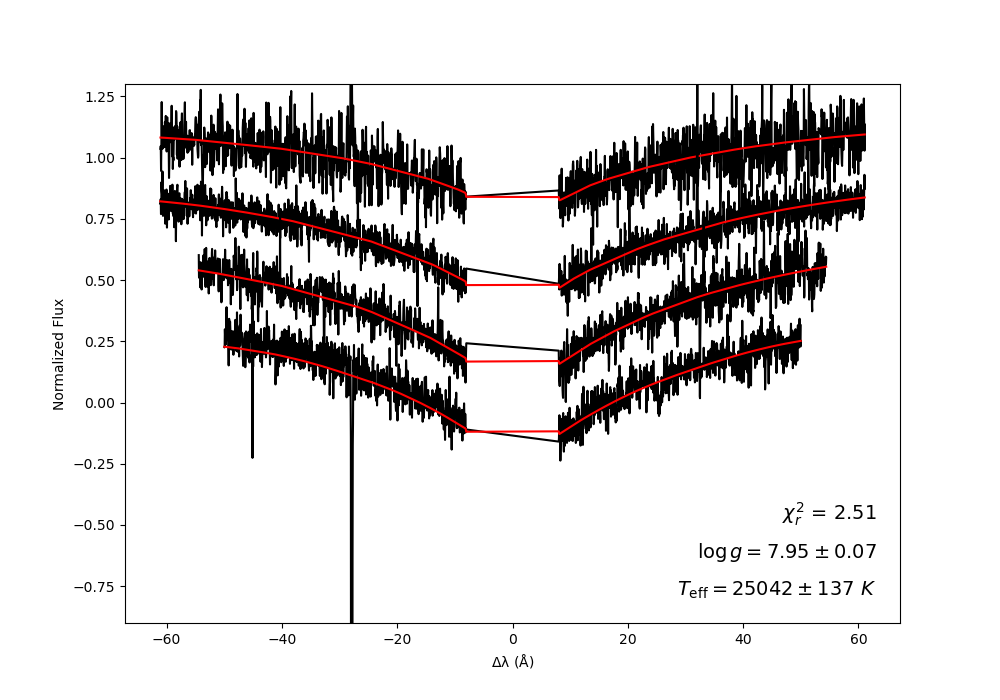 1.25
1.00
0.75
0.50
0.25
0.00
−0.25
−0.50
−0.75
Normalized Flux
χ²ᵣ = 2.51
log g = 7.95 ± 0.07
T_eff = 25042 ± 137 K
−60 −40 −20 0 20 40 60
Δλ (Å)